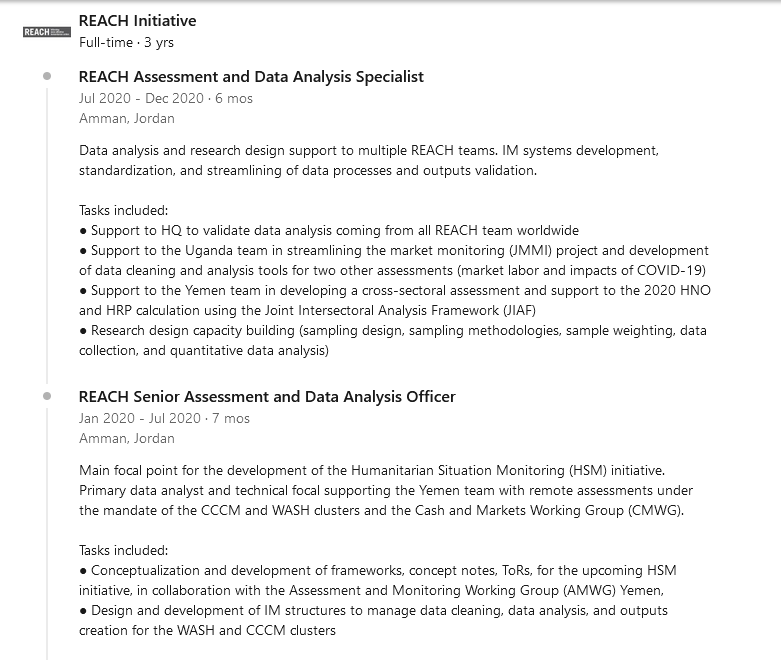 REACH
REACH Initiative
Full-time · 3 yrs
REACH Assessment and Data Analysis Specialist
Jul 2020 - Dec 2020 · 6 mos
Amman, Jordan
Data analysis and research design support to multiple REACH teams. IM systems development,
standardization, and streamlining of data processes and outputs validation.
Tasks included:
● Support to HQ to validate data analysis coming from all REACH team worldwide
● Support to the Uganda team in streamlining the market monitoring (JMMI) project and development
of data cleaning and analysis tools for two other assessments (market labor and impacts of COVID-19)
● Support to the Yemen team in developing a cross-sectoral assessment and support to the 2020 HNO
and HRP calculation using the Joint Intersectoral Analysis Framework (JIAF)
● Research design capacity building (sampling design, sampling methodologies, sample weighting, data
collection, and quantitative data analysis)
REACH Senior Assessment and Data Analysis Officer
Jan 2020 - Jul 2020 · 7 mos
Amman, Jordan
Main focal point for the development of the Humanitarian Situation Monitoring (HSM) initiative.
Primary data analyst and technical focal supporting the Yemen team with remote assessments under
the mandate of the CCCM and WASH clusters and the Cash and Markets Working Group (CMWG).
Tasks included:
● Conceptualization and development of frameworks, concept notes, ToRs, for the upcoming HSM
initiative, in collaboration with the Assessment and Monitoring Working Group (AMWG) Yemen,
● Design and development of IM structures to manage data cleaning, data analysis, and outputs
creation for the WASH and CCCM clusters